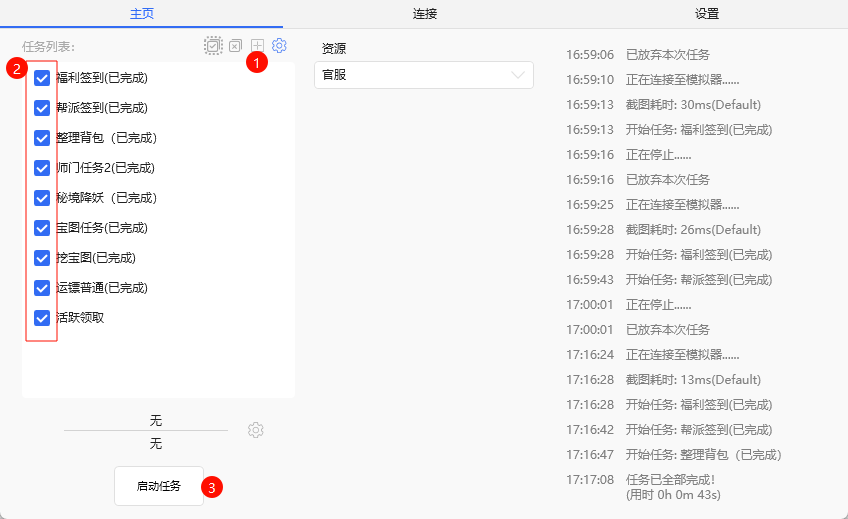 主页
连接
设置
任务列表:
1
2
福利签到(已完成)
帮派签到(已完成)
整理背包（已完成)
师门任务2(已完成)
秘境降妖（已完成)
宝图任务(已完成)
挖宝图(已完成)
运镖普通(已完成)
活跃领取
无
无
启动任务
3
资源
官服
16:59:06 已放弃本次任务
16:59:10 正在连接至模拟器......
16:59:13 截图耗时: 30ms(Default)
16:59:13 开始任务: 福利签到(已完成)
16:59:16 正在停止......
16:59:16 已放弃本次任务
16:59:25 正在连接至模拟器......
16:59:28 截图耗时: 26ms(Default)
16:59:28 开始任务: 福利签到(已完成)
16:59:43 开始任务: 帮派签到(已完成)
17:00:01 正在停止......
17:00:01 已放弃本次任务
17:16:24 正在连接至模拟器......
17:16:28 截图耗时: 13ms(Default)
17:16:28 开始任务: 福利签到(已完成)
17:16:42 开始任务: 帮派签到(已完成)
17:16:47 开始任务: 整理背包（已完成)
17:17:08 任务已全部完成!
(用时 0h 0m 43s)